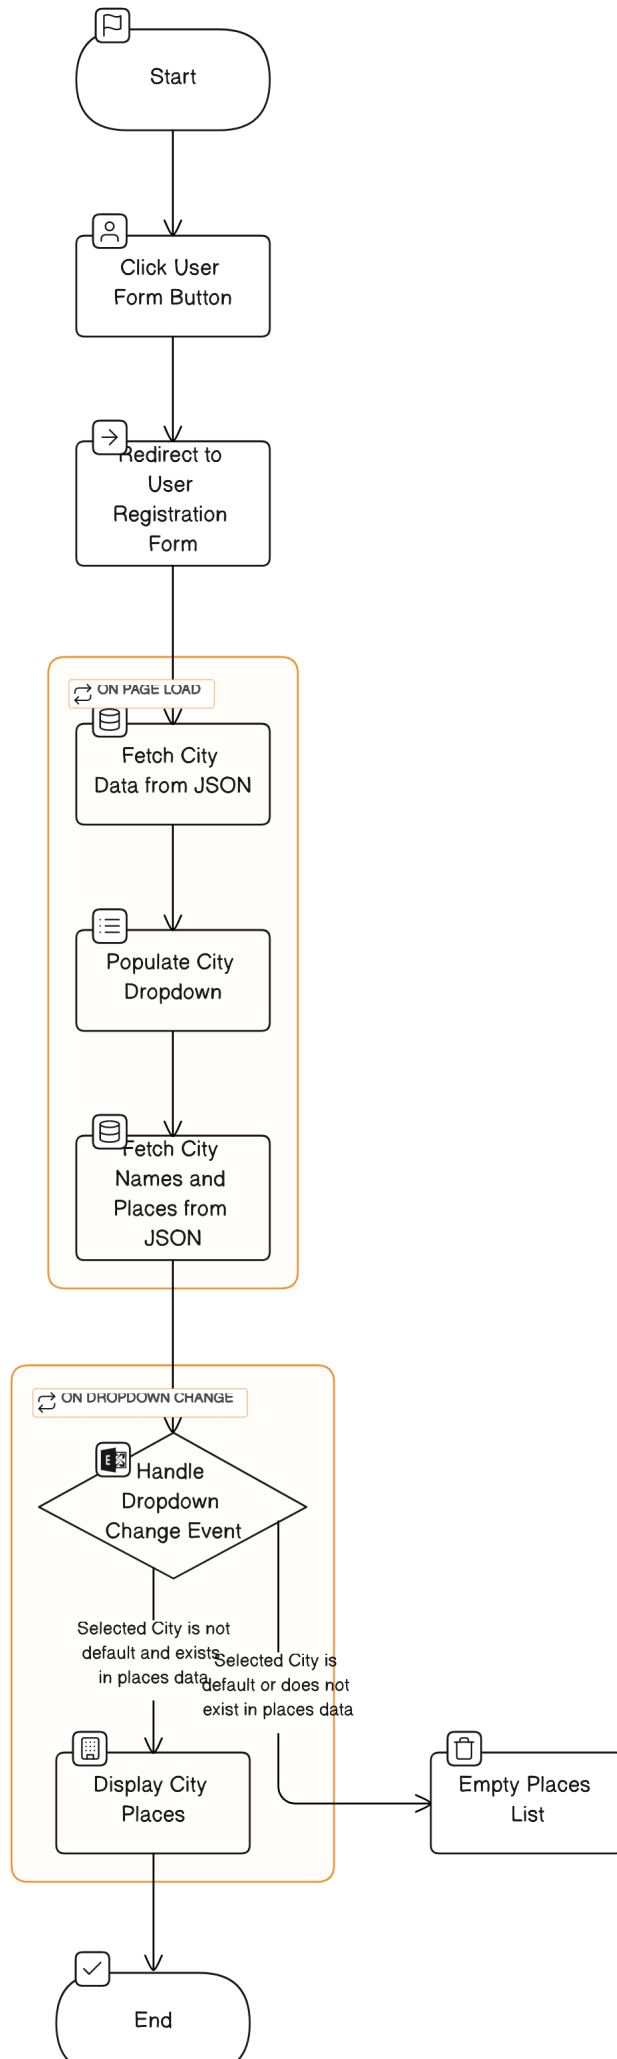 Start
Click User
Form Button
Redirect to
User
Registration
Form
ON PAGE LOAD
Fetch City
Data from JSON
Populate City
Dropdown
Fetch City
Names and
Places from
JSON
ON DROPDOWN CHANGE
E
Handle
Dropdown
Change Event
Selected City is not
default and exists
in places data
Selected City is
default or does not
exist in places data
Display City
Places
Empty Places
List
End